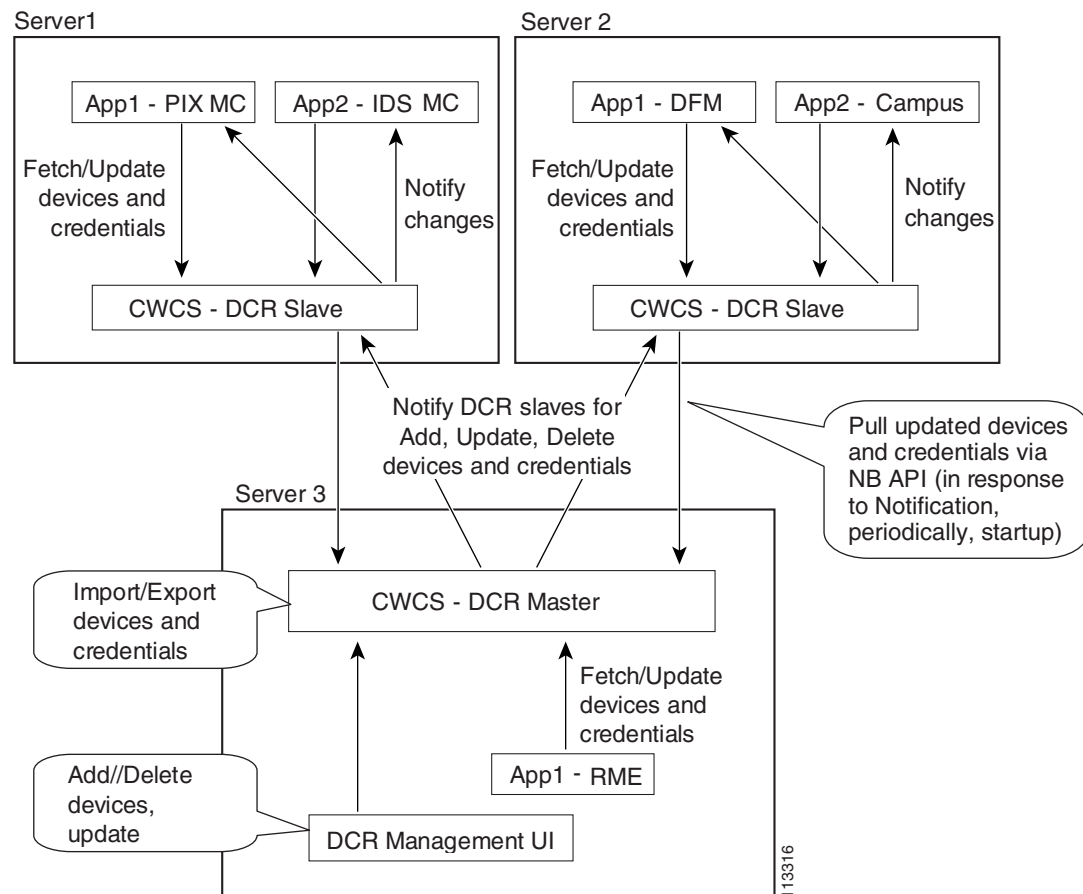 Server1
Server 2
App1 - PIX MC
App2 - IDS MC
App1 - DFM
App2 - Campus
Fetch/Update
devices and
credentials
Notify
changes
Fetch/Update
devices and
credentials
Notify
changes
CWCS - DCR Slave
CWCS - DCR Slave
Notify DCR slaves for
Add, Update, Delete
devices and credentials
Pull updated devices
and credentials via
NB API (in response
to Notification,
periodically, startup)
Server 3
Import/Export
devices and
credentials
CWCS - DCR Master
Fetch/Update
devices and
credentials
App1 - RME
Add//Delete
devices,
update
DCR Management UI
113316